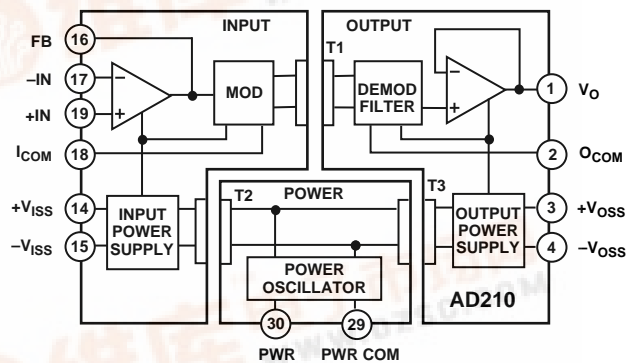 INPUT
OUTPUT
FB 16
–IN 17
+IN 19
ICOM 18
+VISS 14
–VISS 15
MOD
T1
DEMOD
FILTER
1 VO
2 OCOM
3 +VOSS
4 –VOSS
INPUT
POWER
SUPPLY
T2
POWER
T3
POWER
OSCILLATOR
OUTPUT
POWER
SUPPLY
AD210
30
29
PWR
PWR COM